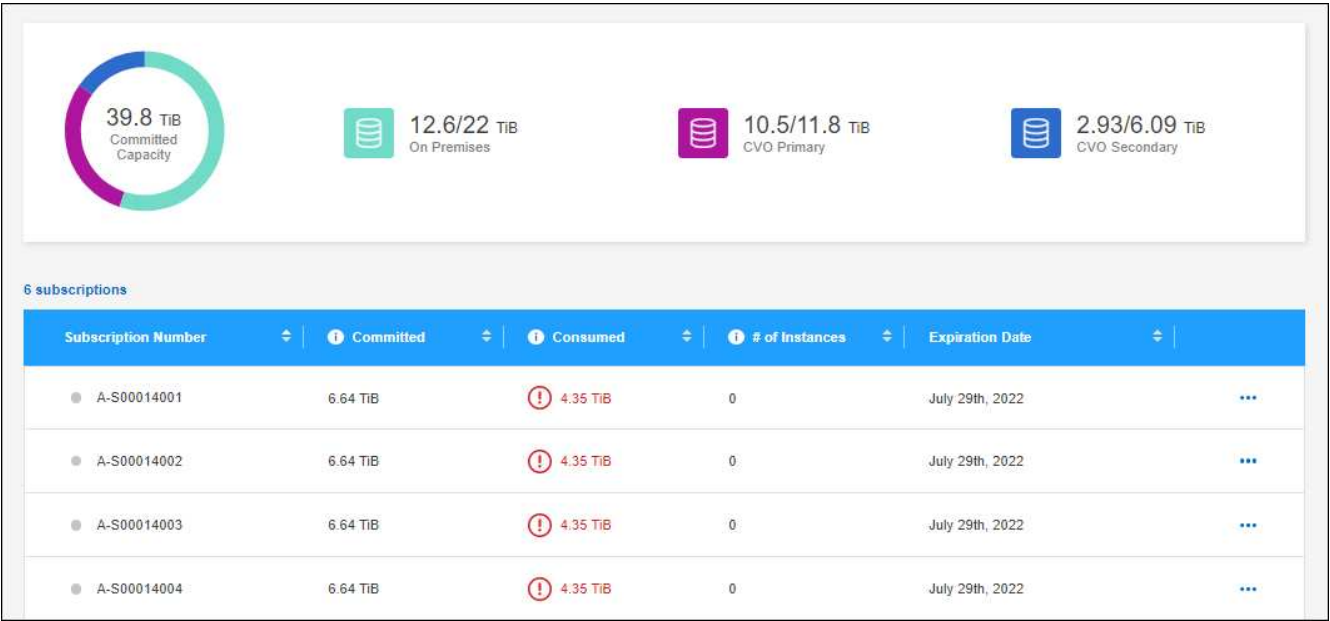 39.8 TiB
Committed
Capacity
12.6/22 TiB
On Premises
10.5/11.8 TiB
CVO Primary
2.93/6.09 TiB
CVO Secondary
6 subscriptions
Subscription Number Committed Consumed # of Instances Expiration Date
A-S00014001 6.64 TiB 4.35 TiB 0 July 29th, 2022
A-S00014002 6.64 TiB 4.35 TiB 0 July 29th, 2022
A-S00014003 6.64 TiB 4.35 TiB 0 July 29th, 2022
A-S00014004 6.64 TiB 4.35 TiB 0 July 29th, 2022